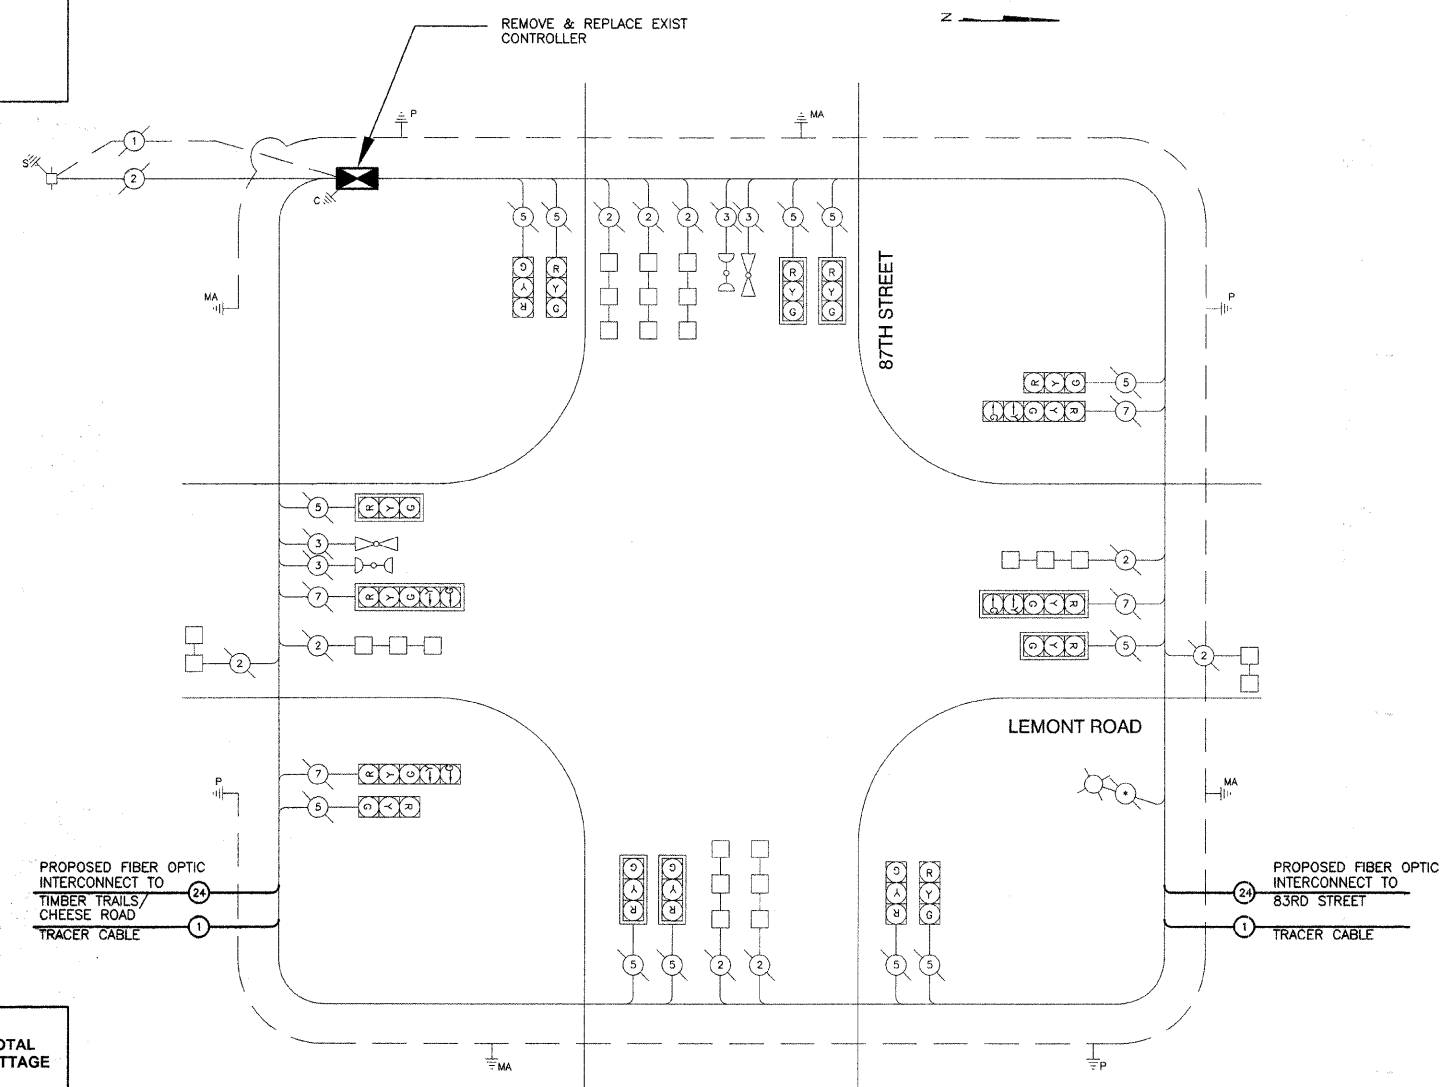 REMOVE & REPLACE EXIST
CONTROLLER
N
P
MA
1
S
2
C
5 5 2 2 2 3 3 5 5
G R R R
Y Y Y Y
R G G G
87TH STREET
MA
P
R Y G 5
G Y G Y R 7
5 R Y G
3
3
7 R Y G Y G
2
2
2
G Y G Y R 7
G Y R 5
2
LEMONT ROAD
7 R Y G Y G
5 G Y R
P
*
MA
PROPOSED FIBER OPTIC
INTERCONNECT TO
24
TIMBER TRAILS/
CHEESE ROAD
1
TRACER CABLE
G G G R
Y Y Y Y
R R R G
5 5 2 2 5 5
PROPOSED FIBER OPTIC
INTERCONNECT TO
24
83RD STREET
1
TRACER CABLE
MA
P
OTAL
TTAGE